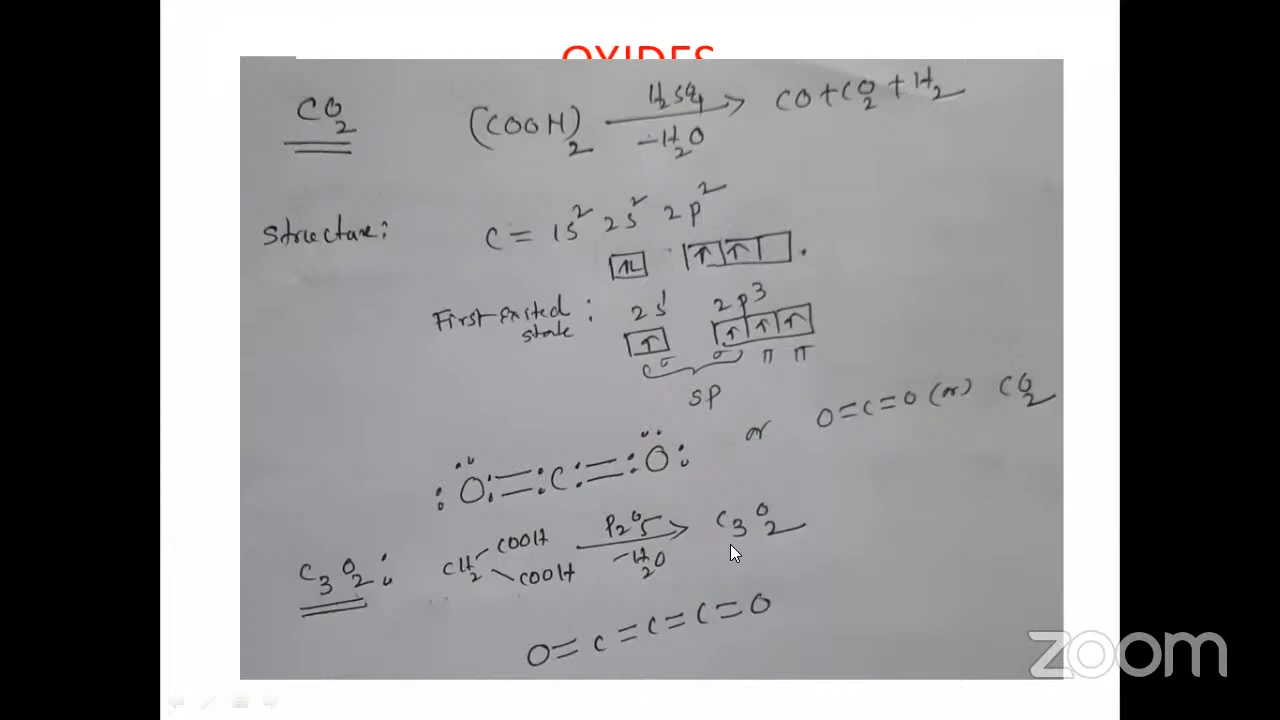 OXIDES
CO₂ (COOH)₂ H₂SO₄ → −H₂O CO + CO₂ + H₂
Structure: C = 1s² 2s² 2p²
↑↓ ↑ ↑ .
First exited state : 2s¹ 2p³
↑ ↑ ↑ ↑
σ σ π π
sp
:Ö::=:C:=:Ö: or O=C=O (or) CO₂
C₃O₂: CH₂ COOH COOH P₂O₅ → −H₂O C₃O₂
O=C=C=C=O
zoom